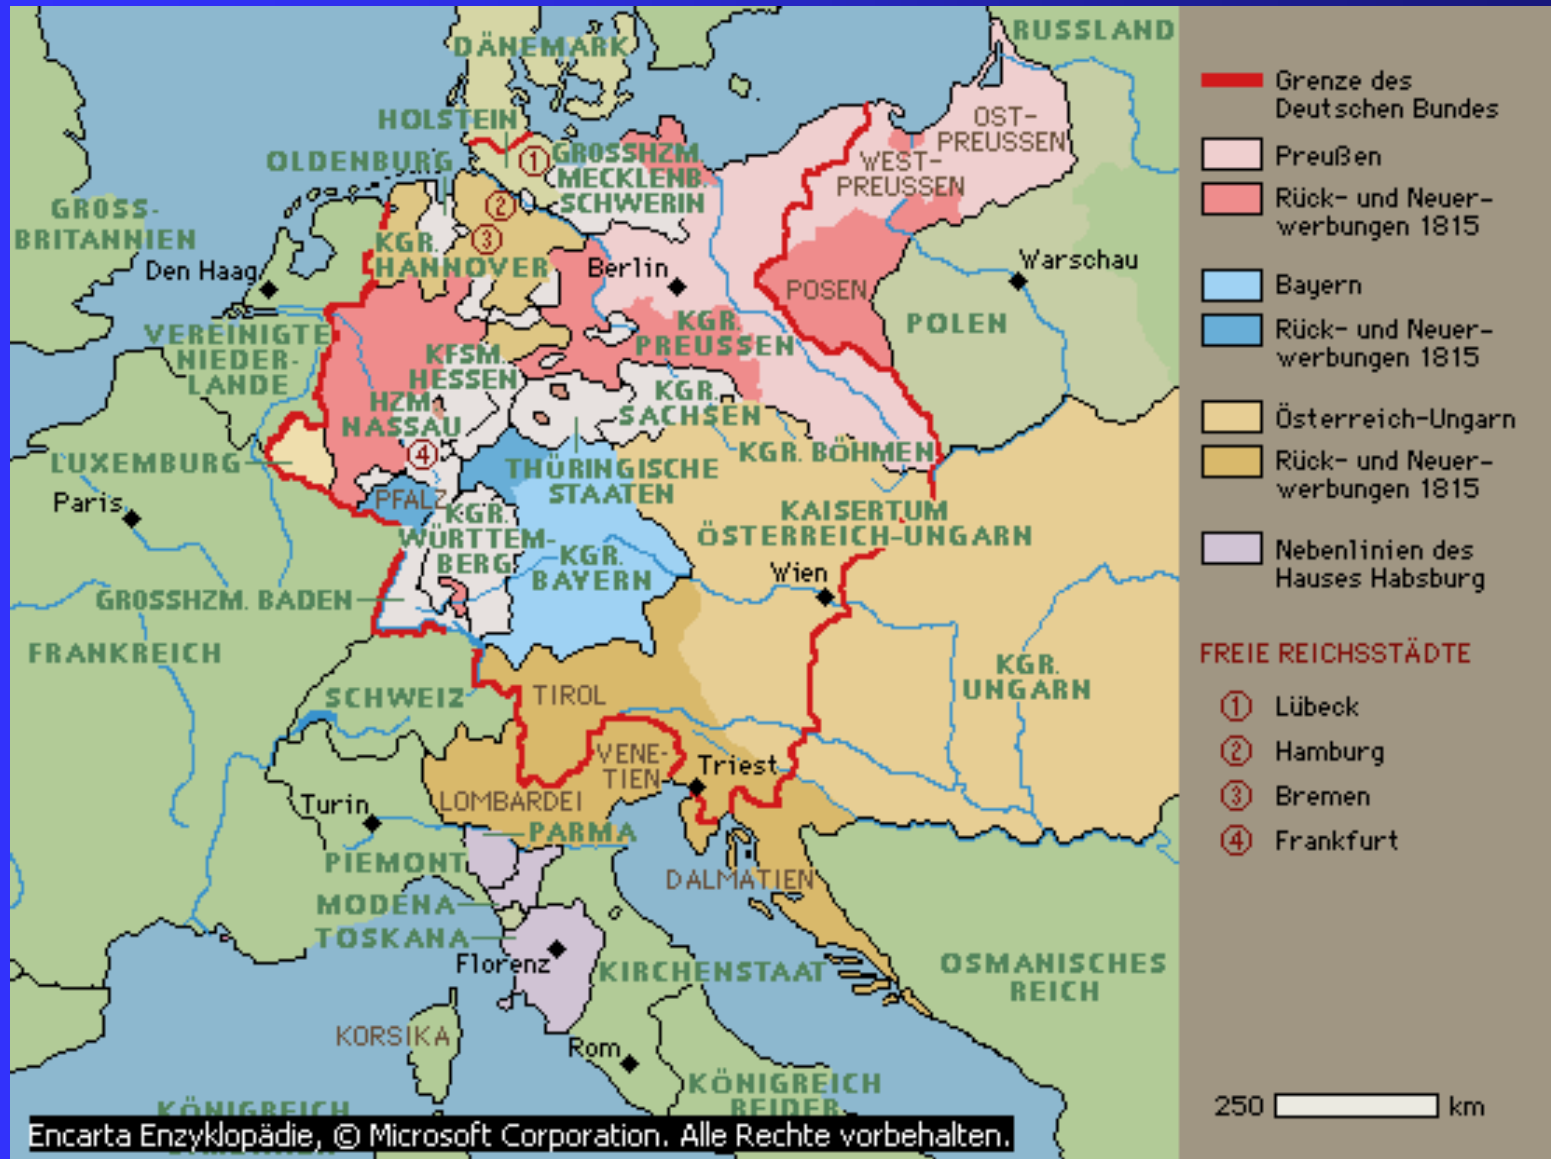 RUSSLAND
DÄNEMARK
HOLSTEIN
OLDENBURG
GROSSHZM.
MECKLENB.
SCHWERIN
OST-
PREUSSEN
WEST-
PREUSSEN
GROSS-
BRITANNIEN
KGR.
HANNOVER
Den Haag
Berlin
Warschau
POSEN
POLEN
VEREINIGTE
NIEDER-
LANDE
KGR.
PREUSSEN
KFSM.
HESSEN
HZM.
NASSAU
KGR.
SACHSEN
LUXEMBURG
KGR. BÖHMEN
THÜRINGISCHE
STAATEN
Paris
PFALZ
KGR.
WÜRTTEM-
BERG
KAISERTUM
ÖSTERREICH-UNGARN
KGR.
BAYERN
Wien
GROSSHZM. BADEN
FRANKREICH
SCHWEIZ
TIROL
KGR.
UNGARN
VENE-
TIEN
Triest
LOMBARDEI
Turin
PARMA
PIEMONT
DALMATIEN
MODENA
TOSKANA
Florenz
KIRCHENSTAAT
OSMANISCHES
REICH
KORSIKA
Rom
KÖNIGREICH
BEIDER
KÖNIGREICH
Encarta Enzyklopädie, © Microsoft Corporation. Alle Rechte vorbehalten.
Grenze des
Deutschen Bundes
Preußen
Rück- und Neuer-
werbungen 1815
Bayern
Rück- und Neuer-
werbungen 1815
Österreich-Ungarn
Rück- und Neuer-
werbungen 1815
Nebenlinien des
Hauses Habsburg
FREIE REICHSSTÄDTE
1 Lübeck
2 Hamburg
3 Bremen
4 Frankfurt
250 km
1
2
3
4